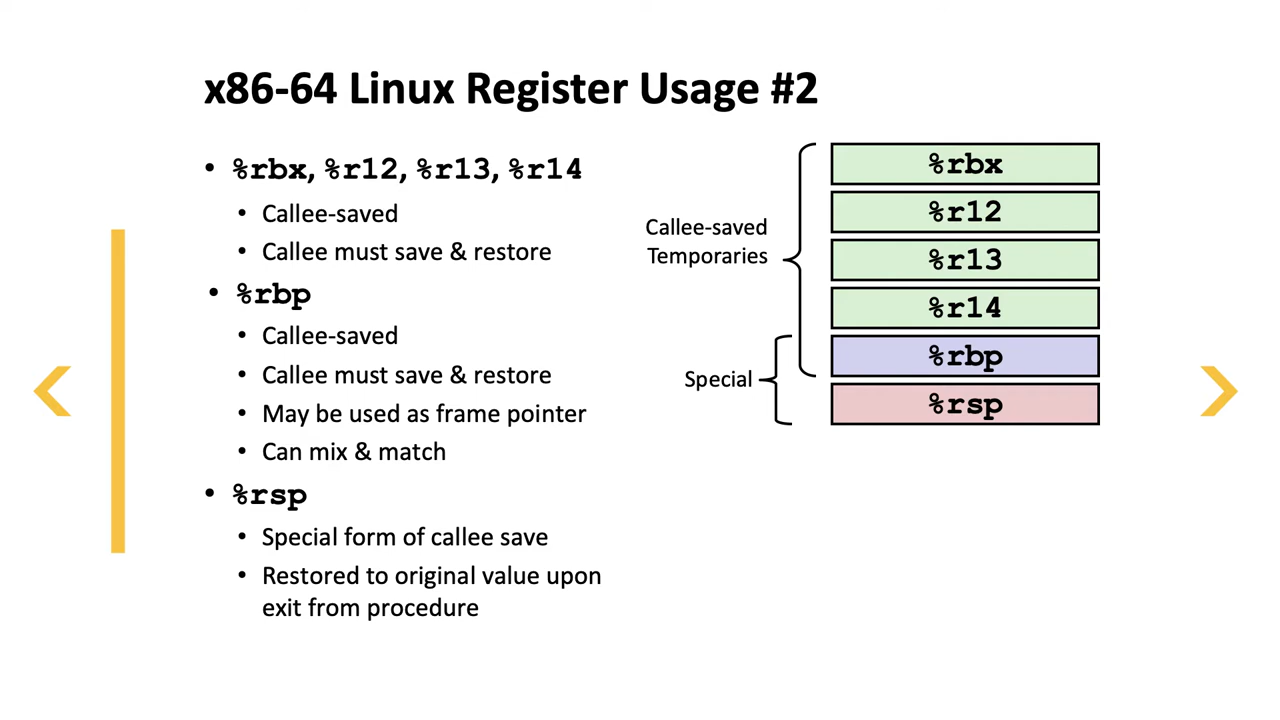 x86-64 Linux Register Usage #2
• %rbx, %r12, %r13, %r14
• Callee-saved
• Callee must save & restore
• %rbp
• Callee-saved
• Callee must save & restore
• May be used as frame pointer
• Can mix & match
• %rsp
• Special form of callee save
• Restored to original value upon
exit from procedure
Callee-saved
Temporaries
Special
%rbx
%r12
%r13
%r14
%rbp
%rsp